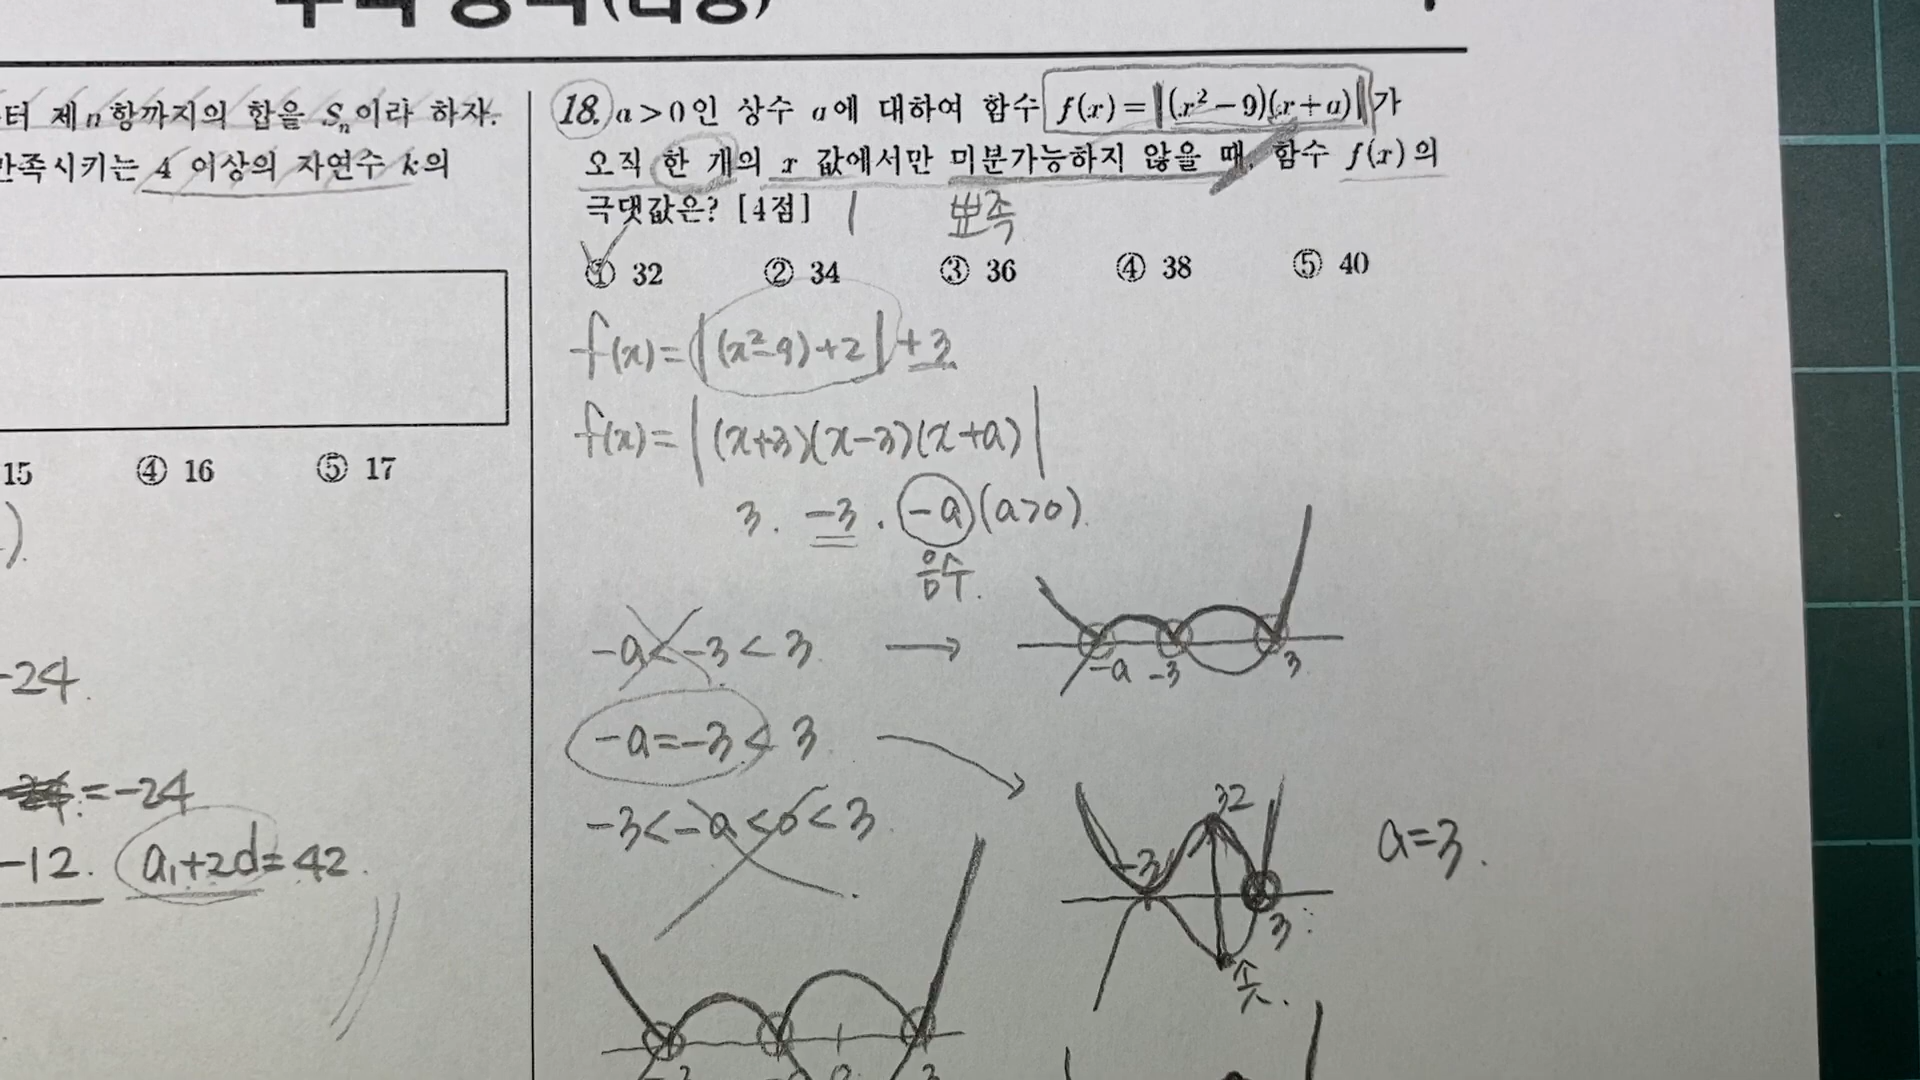 터 제n항까지의 합을 Sₙ이라 하자.
만족시키는 4 이상의 자연수 k의
15 ④ 16 ⑤ 17
-24.
=-24
-12. a₁+2d=42.
18. a>0인 상수 a에 대하여 함수 f(x)=|(x²-9)(x+a)|가
오직 한 개의 x 값에서만 미분가능하지 않을 때, 함수 f(x)의
극댓값은? [4점] 1 뾰족
① 32 ② 34 ③ 36 ④ 38 ⑤ 40
f(x)=|(x²-9)+2|+3
f(x)=|(x+3)(x-3)(x+a)|
3. -3. -a (a>0).
음수.
-a<-3<3 →
-a -3 3
-a=-3<3
-3<-a<0<3
32
-3
3
a=3.